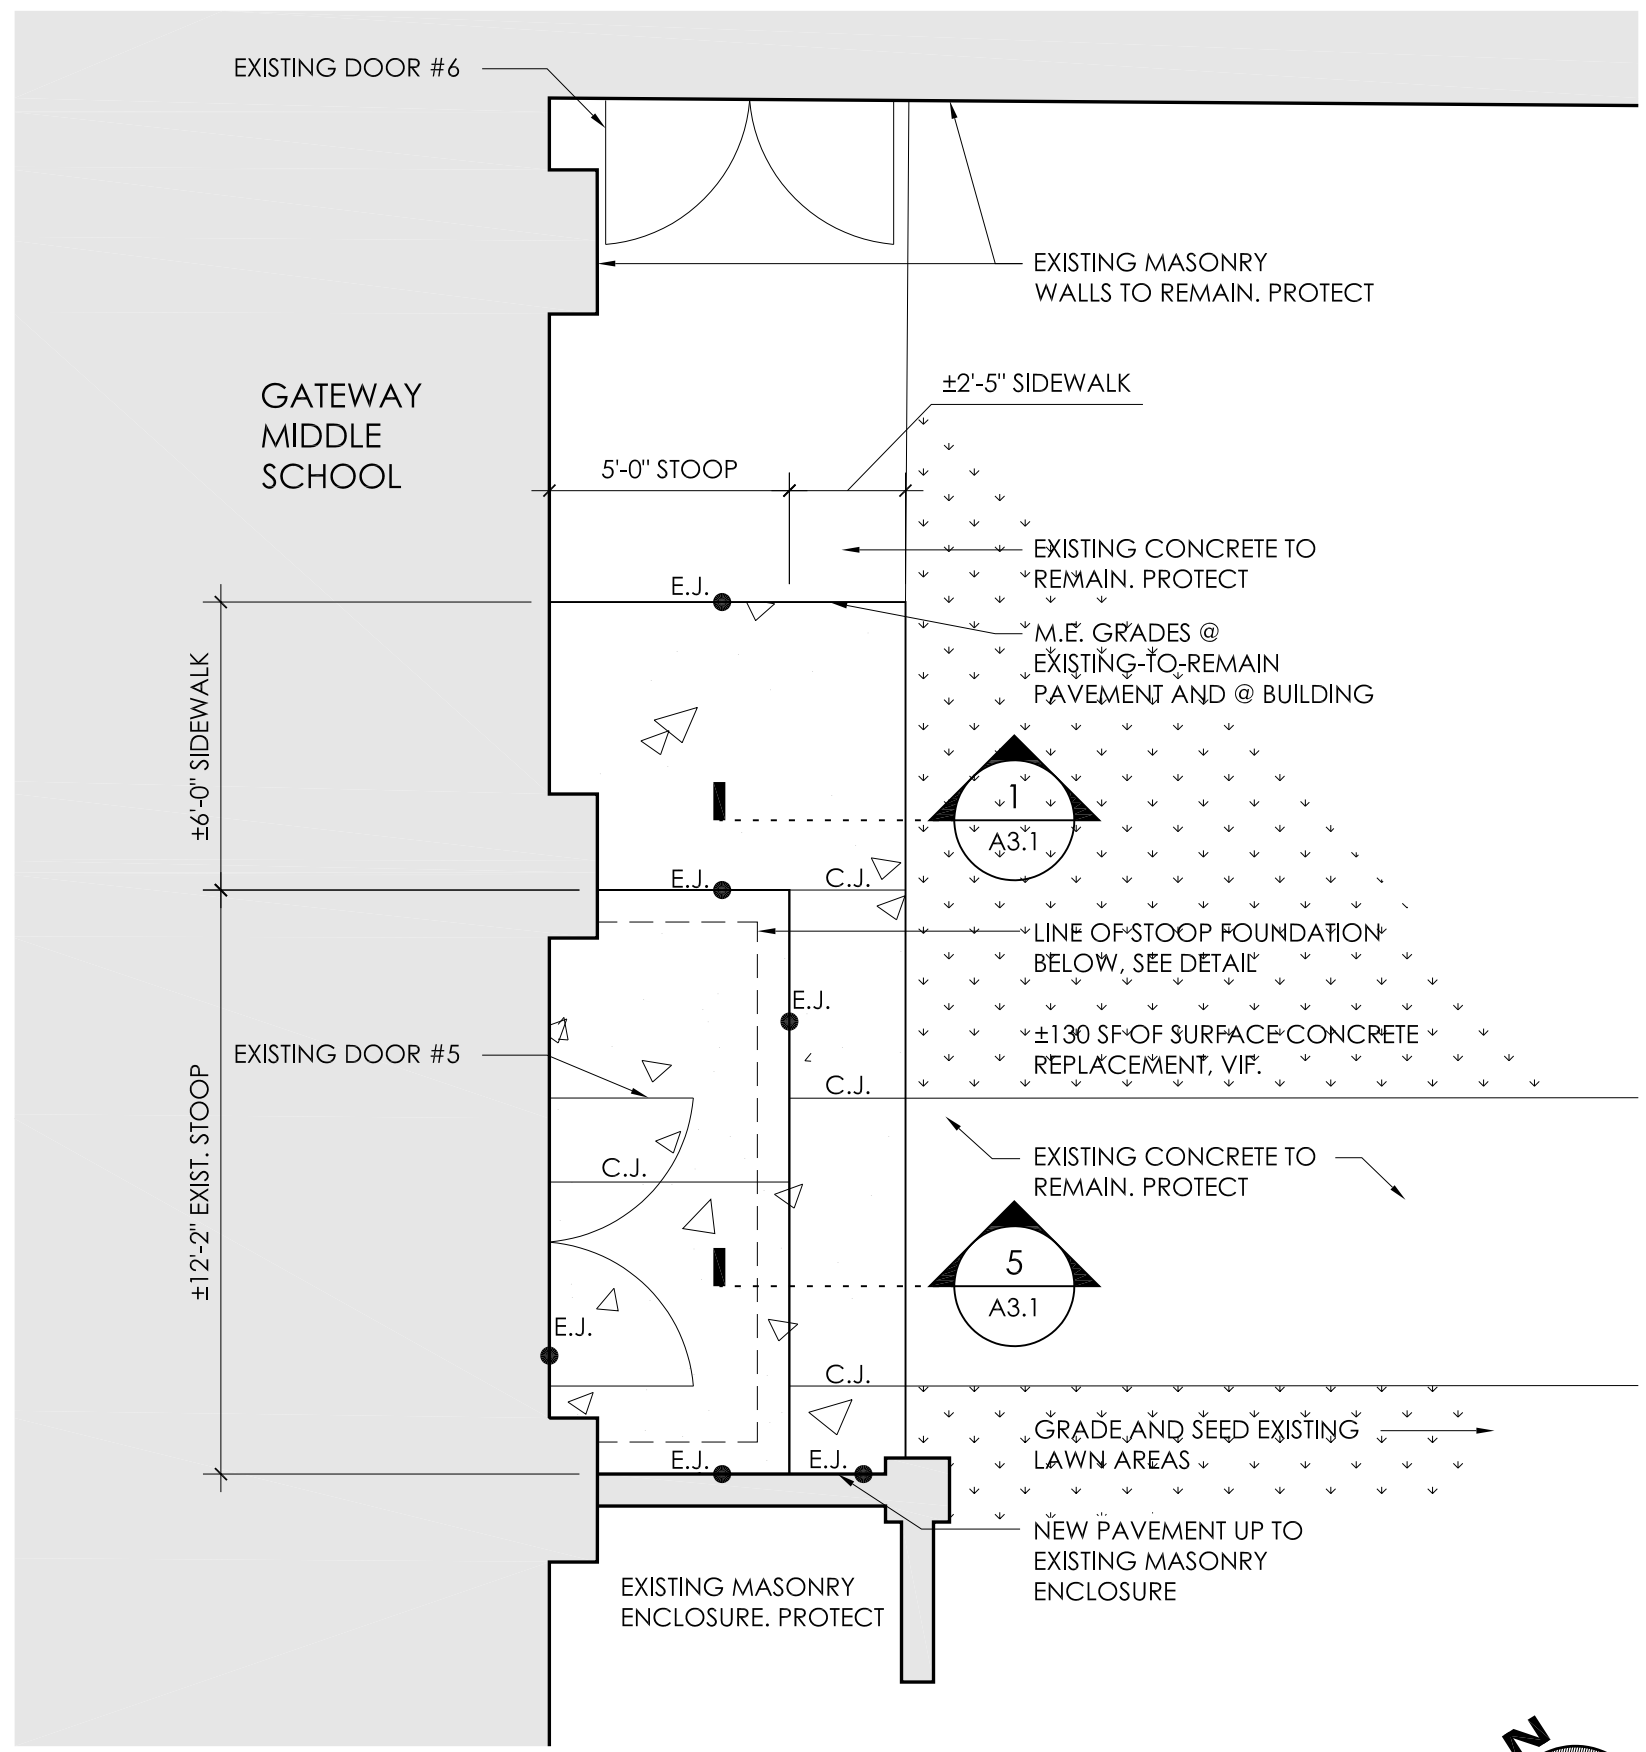 EXISTING DOOR #6
EXISTING MASONRY
WALLS TO REMAIN. PROTECT
±2'-5" SIDEWALK
GATEWAY
MIDDLE
SCHOOL
5'-0" STOOP
EXISTING CONCRETE TO
REMAIN. PROTECT
E.J.
M.E. GRADES @
EXISTING-TO-REMAIN
PAVEMENT AND @ BUILDING
±6'-0" SIDEWALK
1
A3.1
E.J.
C.J.
LINE OF STOOP FOUNDATION
BELOW, SEE DETAIL
E.J.
±130 SF OF SURFACE CONCRETE
REPLACEMENT, VIF.
EXISTING DOOR #5
C.J.
±12'-2" EXIST. STOOP
EXISTING CONCRETE TO
REMAIN. PROTECT
C.J.
5
A3.1
E.J.
C.J.
GRADE AND SEED EXISTING
LAWN AREAS
E.J.
E.J.
NEW PAVEMENT UP TO
EXISTING MASONRY
ENCLOSURE
EXISTING MASONRY
ENCLOSURE. PROTECT
N